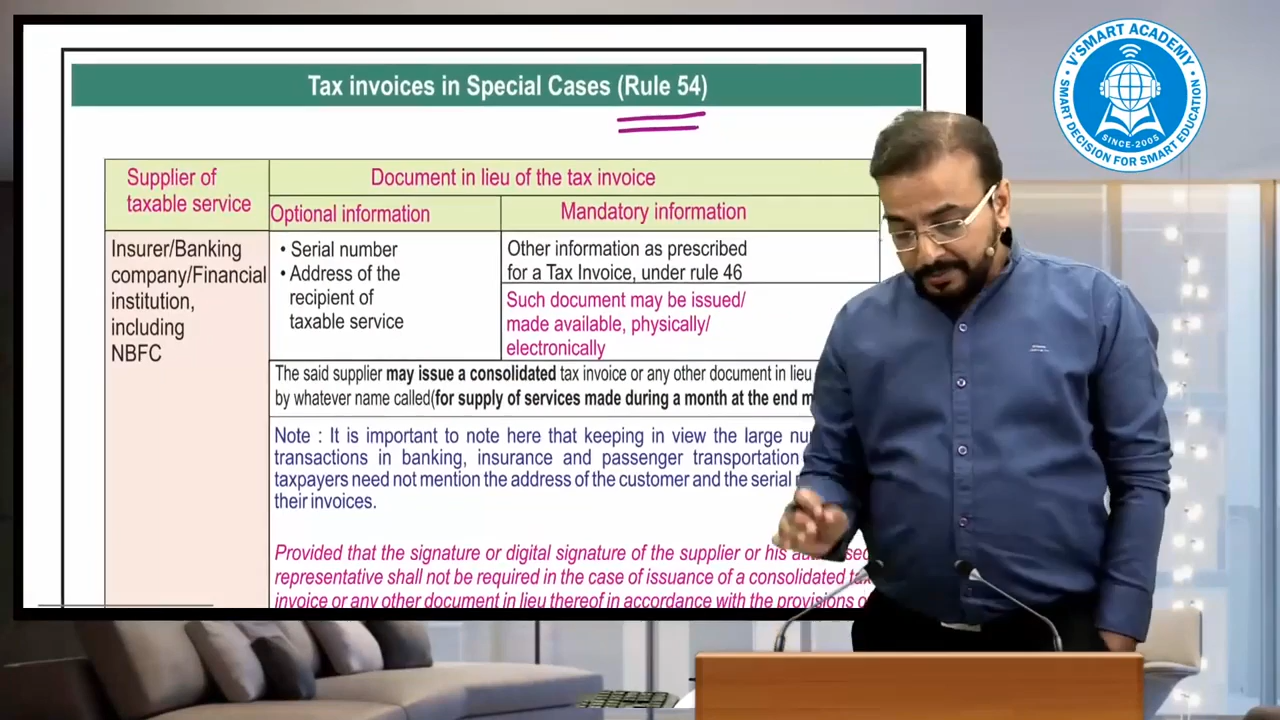 Tax invoices in Special Cases (Rule 54)
Supplier of
taxable service
Document in lieu of the tax invoice
Optional information
Mandatory information
Insurer/Banking
company/Financial
institution,
including
NBFC
• Serial number
• Address of the
recipient of
taxable service
Other information as prescribed
for a Tax Invoice, under rule 46
Such document may be issued/
made available, physically/
electronically
The said supplier may issue a consolidated tax invoice or any other document in lieu
by whatever name called(for supply of services made during a month at the end
Note : It is important to note here that keeping in view the large
transactions in banking, insurance and passenger transportation
taxpayers need not mention the address of the customer and the serial
their invoices.
Provided that the signature or digital signature of the supplier or his
representative shall not be required in the case of issuance of a consolidated
invoice or any other document in lieu thereof in accordance with the provisions
V'SMART ACADEMY
SINCE-2005
SMART DECISION FOR SMART EDUCATION